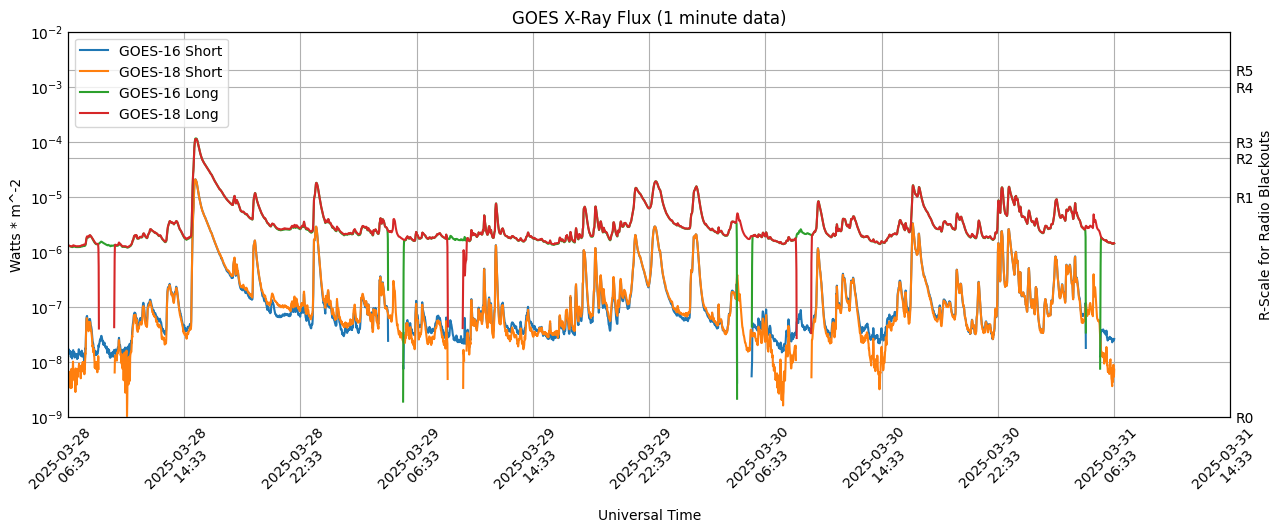 GOES X-Ray Flux (1 minute data)
GOES-16 Short
GOES-18 Short
GOES-16 Long
GOES-18 Long
10^-2
10^-3
10^-4
10^-5
10^-6
10^-7
10^-8
10^-9
Watts * m^-2
R5
R4
R3
R2
R1
R0
R-Scale for Radio Blackouts
2025-03-28
06:33
2025-03-28
14:33
2025-03-28
22:33
2025-03-29
06:33
2025-03-29
14:33
2025-03-29
22:33
2025-03-30
06:33
2025-03-30
14:33
2025-03-30
22:33
2025-03-31
06:33
2025-03-31
14:33
Universal Time